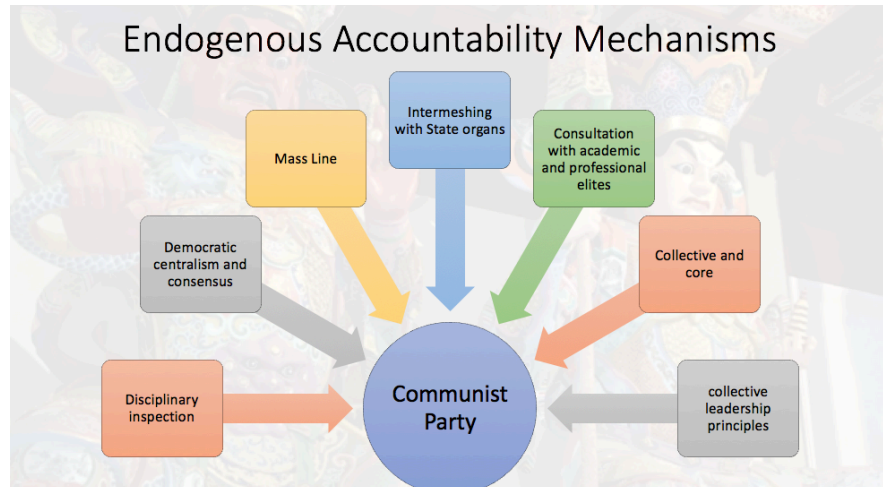 Endogenous Accountability Mechanisms
Disciplinary
inspection
Democratic
centralism and
consensus
Mass Line
Intermeshing
with State organs
Consultation
with academic
and professional
elites
Collective and
core
collective
leadership
principles
Communist
Party